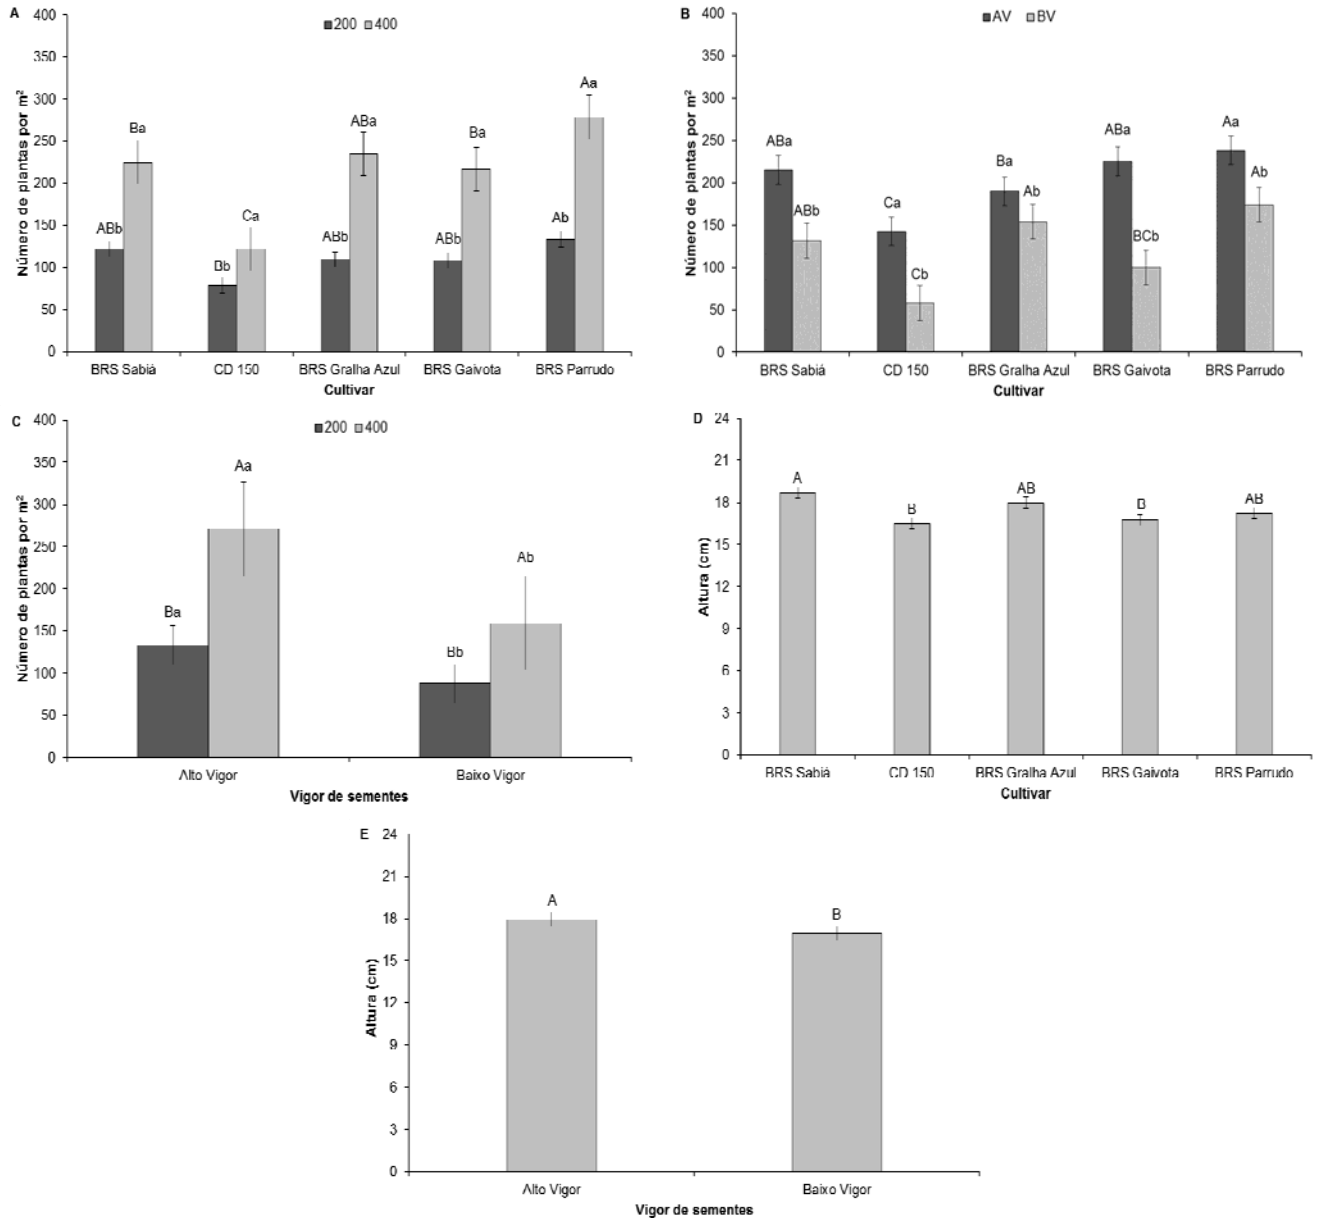 A
400
350
300
250
200
150
100
50
0
Número de plantas por m²
200 400
ABb Ba Bb Ca ABb ABa ABb Ba Ab Aa
BRS Sabiá CD 150 BRS Gralha Azul BRS Gaivota BRS Parrudo
Cultivar
B
400
350
300
250
200
150
100
50
0
Número de plantas por m²
AV BV
ABa ABb Ca Cb Ba Ab ABa BCb Aa Ab
BRS Sabiá CD 150 BRS Gralha Azul BRS Gaivota BRS Parrudo
Cultivar
C
400
350
300
250
200
150
100
50
0
Número de plantas por m²
200 400
Ba Aa Bb Ab
Alto Vigor Baixo Vigor
Vigor de sementes
D
24
21
18
15
12
9
6
3
0
Altura (cm)
A B AB B AB
BRS Sabiá CD 150 BRS Gralha Azul BRS Gaivota BRS Parrudo
Cultivar
E
24
21
18
15
12
9
6
3
0
Altura (cm)
A B
Alto Vigor Baixo Vigor
Vigor de sementes